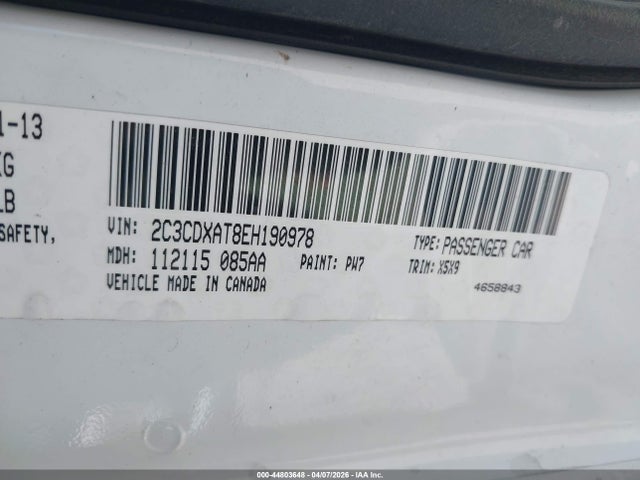 1-13
KG
LB
SAFETY,
VIN: 2C3CDXAT8EH190978
TYPE: PASSENGER CAR
MDH: 112115 085AA PAINT: PW7 TRIM: X5X9
VEHICLE MADE IN CANADA
4658843
000-44803648 04/07/2026 IAA Inc.